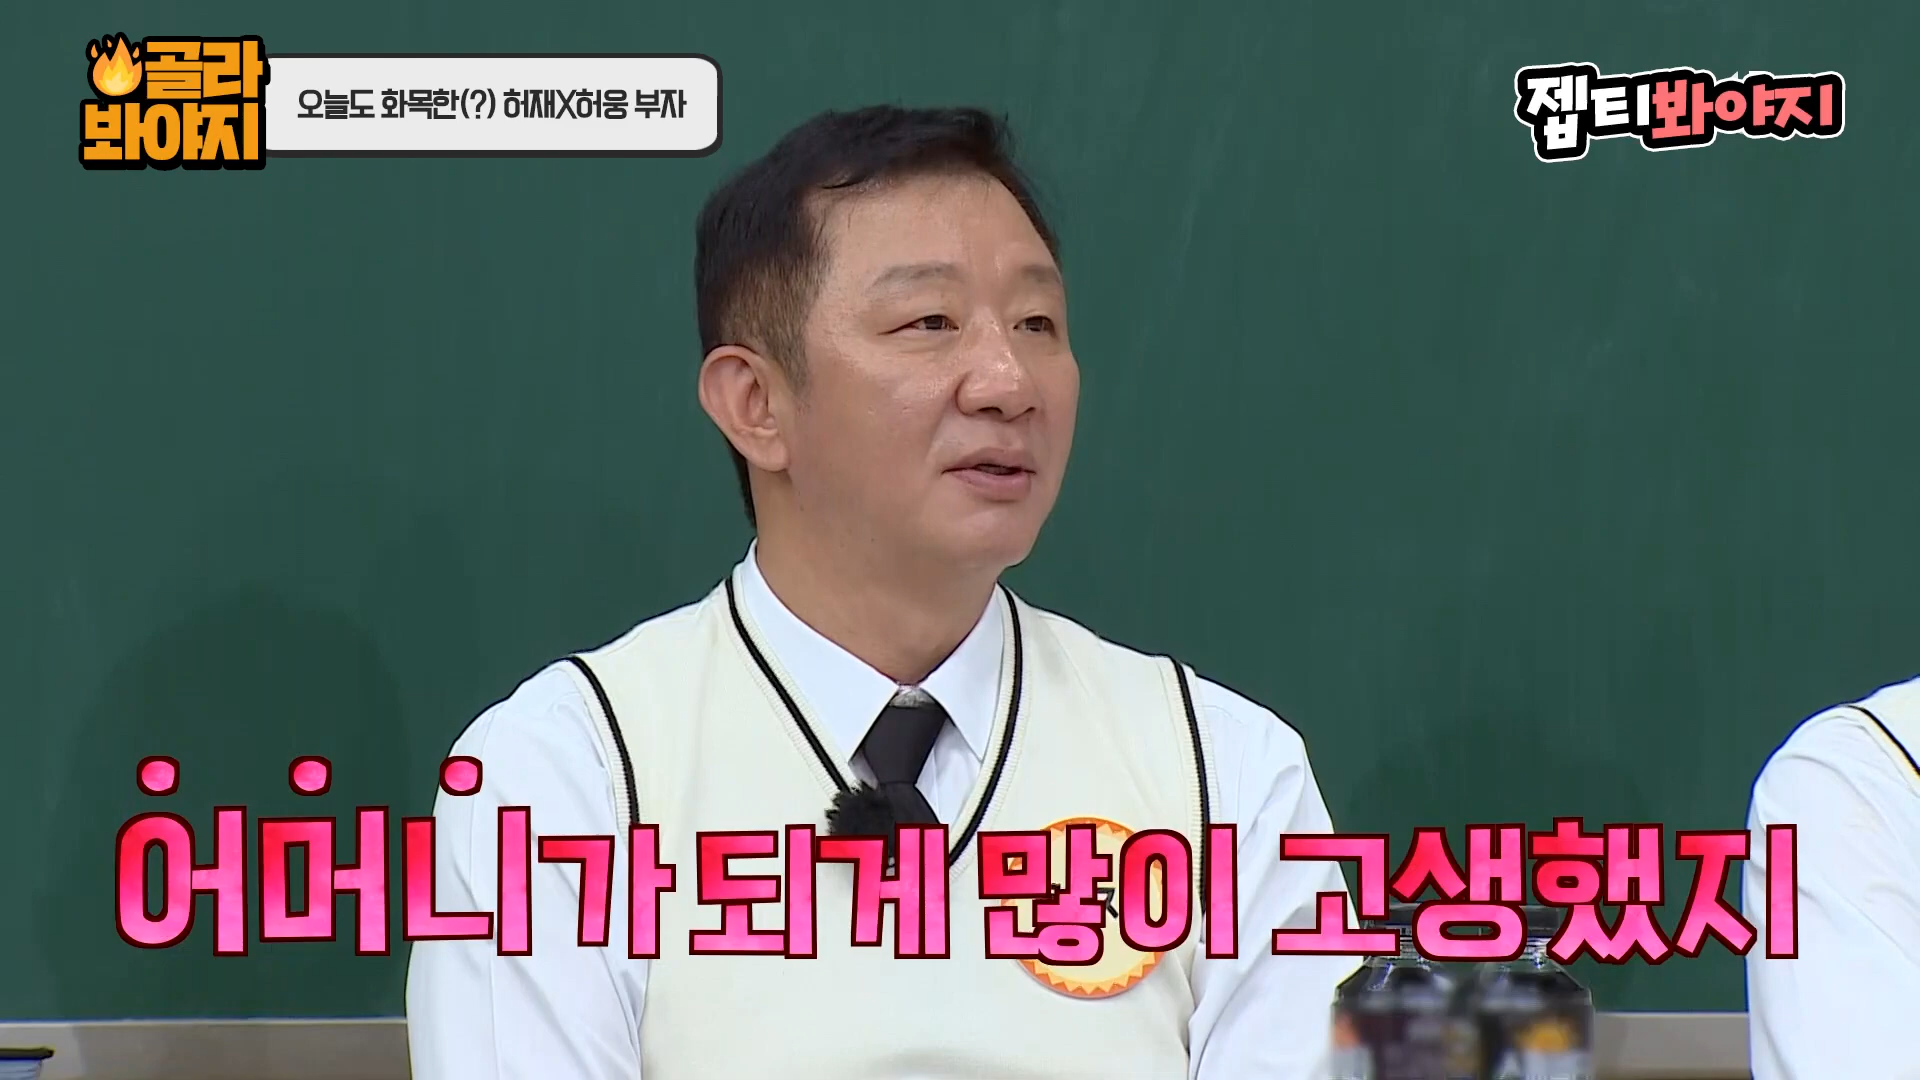 골라
봐야지
오늘도 화목한(?) 허재X허웅 부자
젭티봐야지
어머니가 되게 많이 고생했지